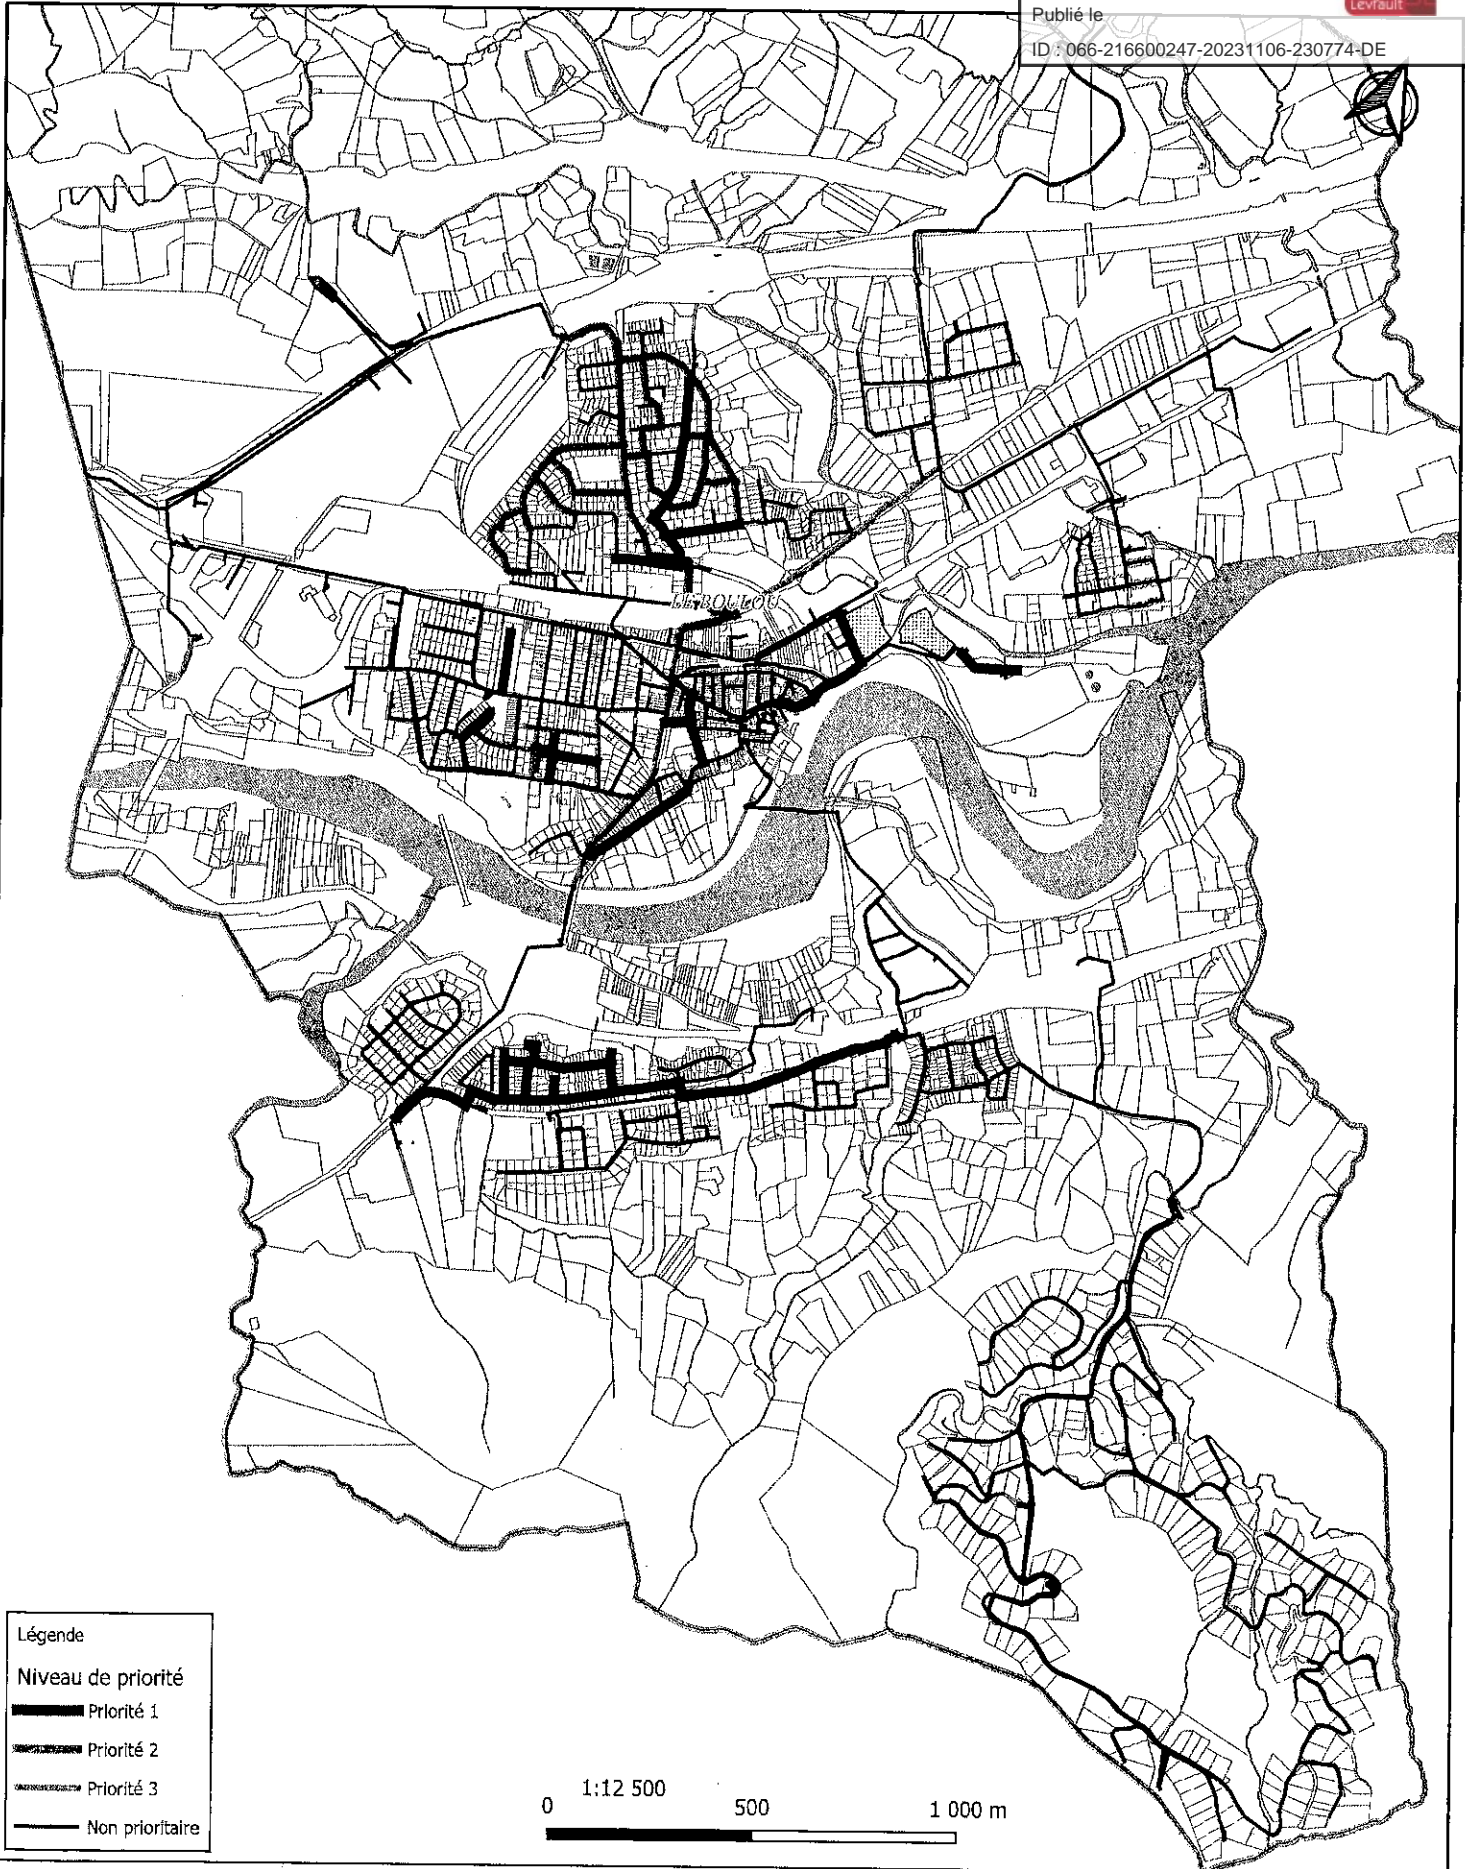 Levrault
Publié le
ID : 066-216600247-20231106-230774-DE
LE BOULOU
Légende
Niveau de priorité
Priorité 1
Priorité 2
Priorité 3
Non prioritaire
1:12 500
0 500 1 000 m